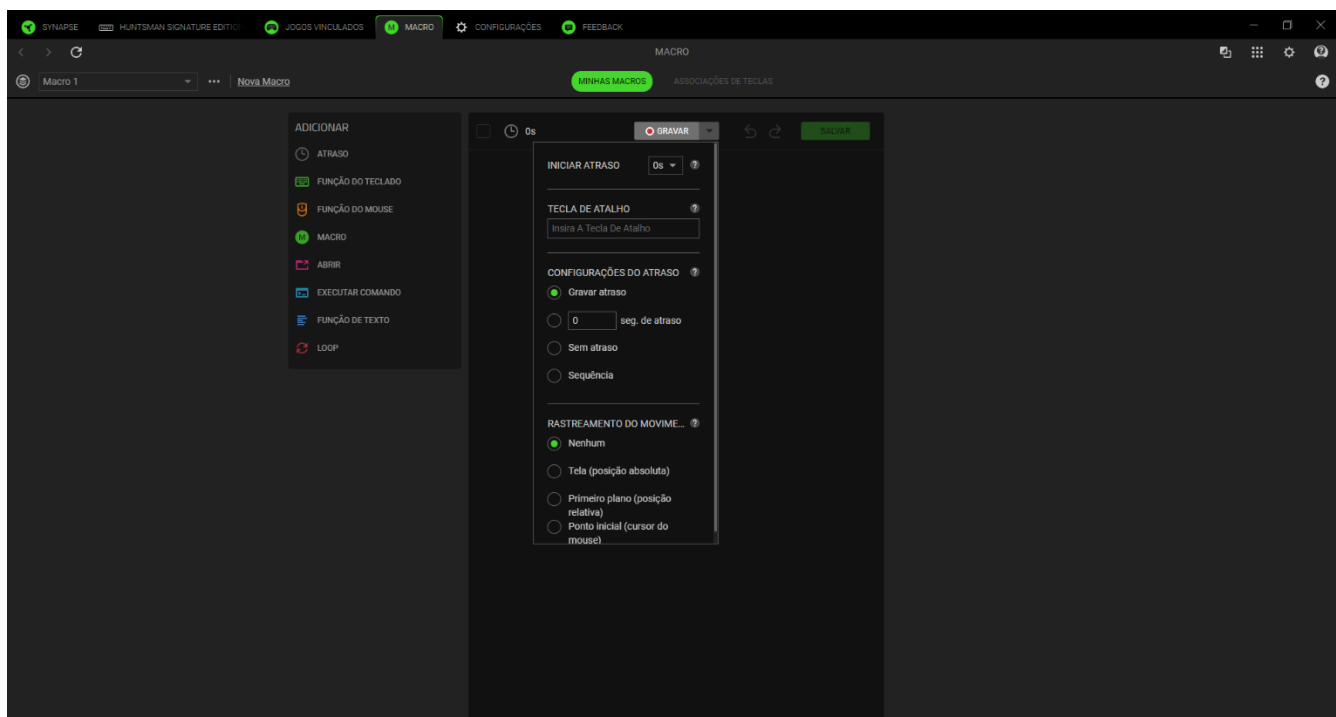 SYNAPSE
HUNTSMAN SIGNATURE EDITIO
JOGOS VINCULADOS
M MACRO
CONFIGURAÇÕES
FEEDBACK
MACRO
Macro 1
Nova Macro
MINHAS MACROS
ASSOCIAÇÕES DE TECLAS
ADICIONAR
ATRASO
FUNÇÃO DO TECLADO
FUNÇÃO DO MOUSE
M MACRO
ABRIR
EXECUTAR COMANDO
FUNÇÃO DE TEXTO
LOOP
0s
GRAVAR
SALVAR
INICIAR ATRASO 0s ?
TECLA DE ATALHO ?
Insira A Tecla De Atalho
CONFIGURAÇÕES DO ATRASO ?
Gravar atraso
0 seg. de atraso
Sem atraso
Sequência
RASTREAMENTO DO MOVIME... ?
Nenhum
Tela (posição absoluta)
Primeiro plano (posição
relativa)
Ponto inicial (cursor do
mouse)